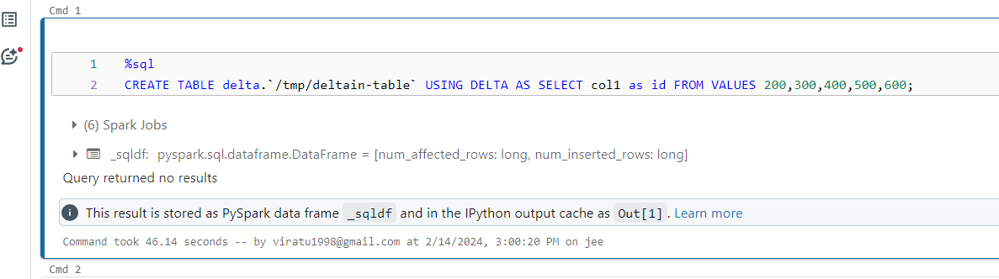 Cmd 1
1 %sql
2 CREATE TABLE delta.`/tmp/deltain-table` USING DELTA AS SELECT col1 as id FROM VALUES 200,300,400,500,600;
(6) Spark Jobs
_sqldf: pyspark.sql.dataframe.DataFrame = [num_affected_rows: long, num_inserted_rows: long]
Query returned no results
This result is stored as PySpark data frame _sqldf and in the IPython output cache as Out[1]. Learn more
Command took 46.14 seconds -- by viratu1998@gmail.com at 2/14/2024, 3:00:20 PM on jee
Cmd 2